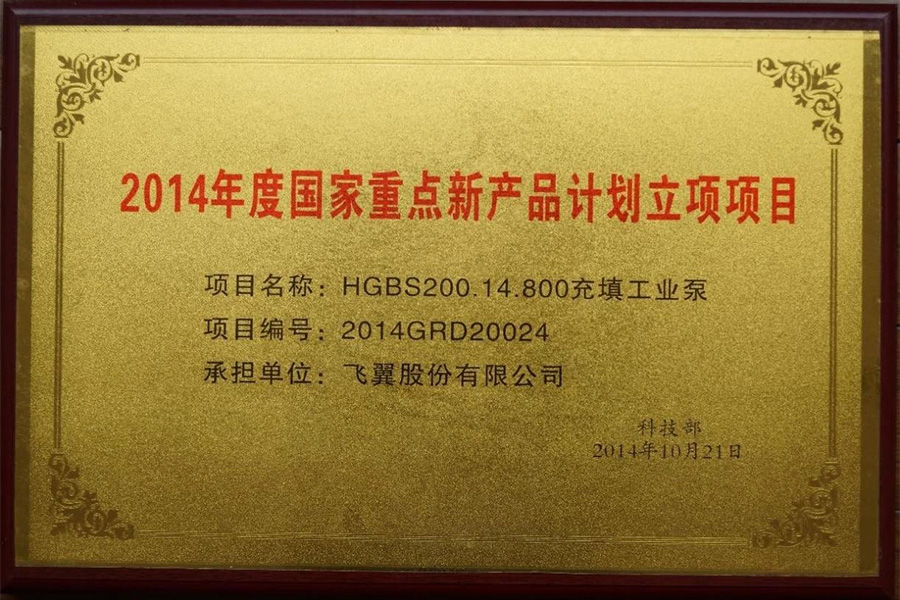 2014年度国家重点新产品计划立项项目
项目名称：HGBS200.14.800充填工业泵
项目编号：2014GRD20024
承担单位：飞翼股份有限公司
科技部
2014年10月21日